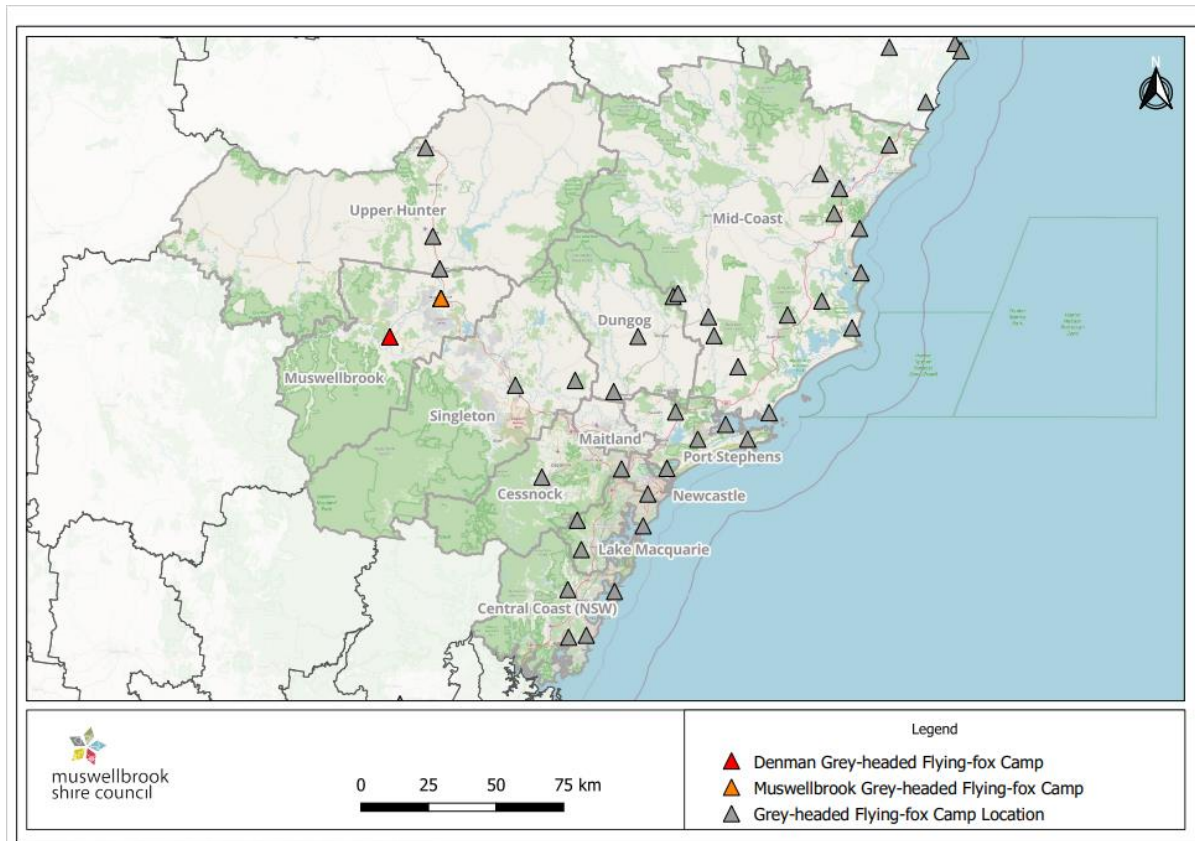 N
Upper Hunter
Mid-Coast
Dungog
Muswellbrook
Singleton
Maitland
Port Stephens
Cessnock
Newcastle
Lake Macquarie
Central Coast (NSW)
muswellbrook
shire council
0 25 50 75 km
Legend
Denman Grey-headed Flying-fox Camp
Muswellbrook Grey-headed Flying-fox Camp
Grey-headed Flying-fox Camp Location